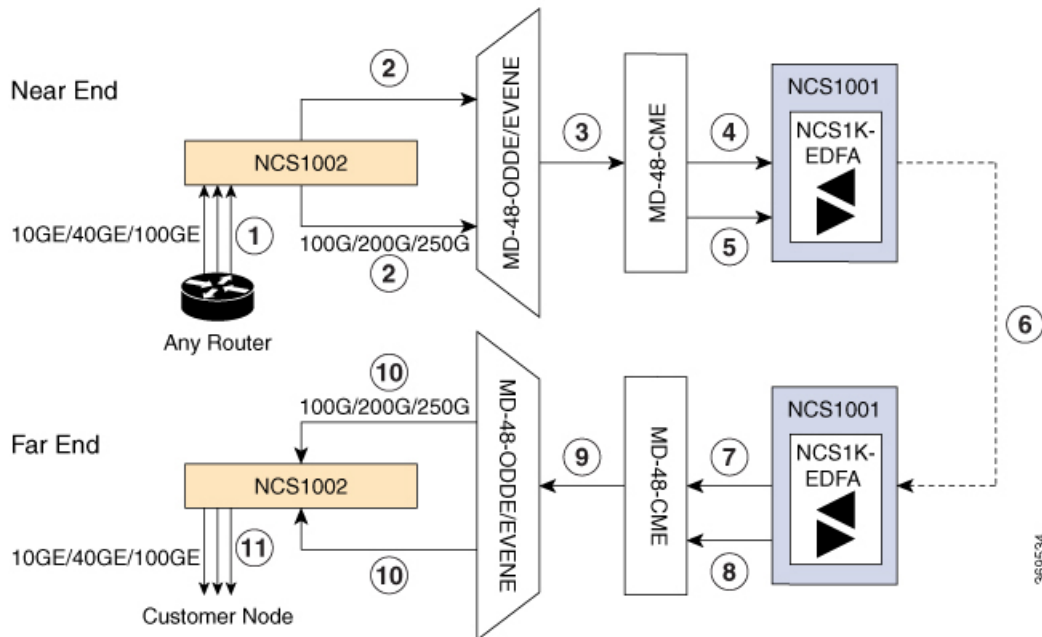 Near End
2
NCS1002
10GE/40GE/100GE
1
100G/200G/250G
2
Any Router
MD-48-ODDE/EVENE
3
MD-48-CME
4
5
NCS1001
NCS1K-
EDFA
6
Far End
10
100G/200G/250G
NCS1002
10GE/40GE/100GE
11
10
Customer Node
MD-48-ODDE/EVENE
9
MD-48-CME
7
8
NCS1001
NCS1K-
EDFA
369534